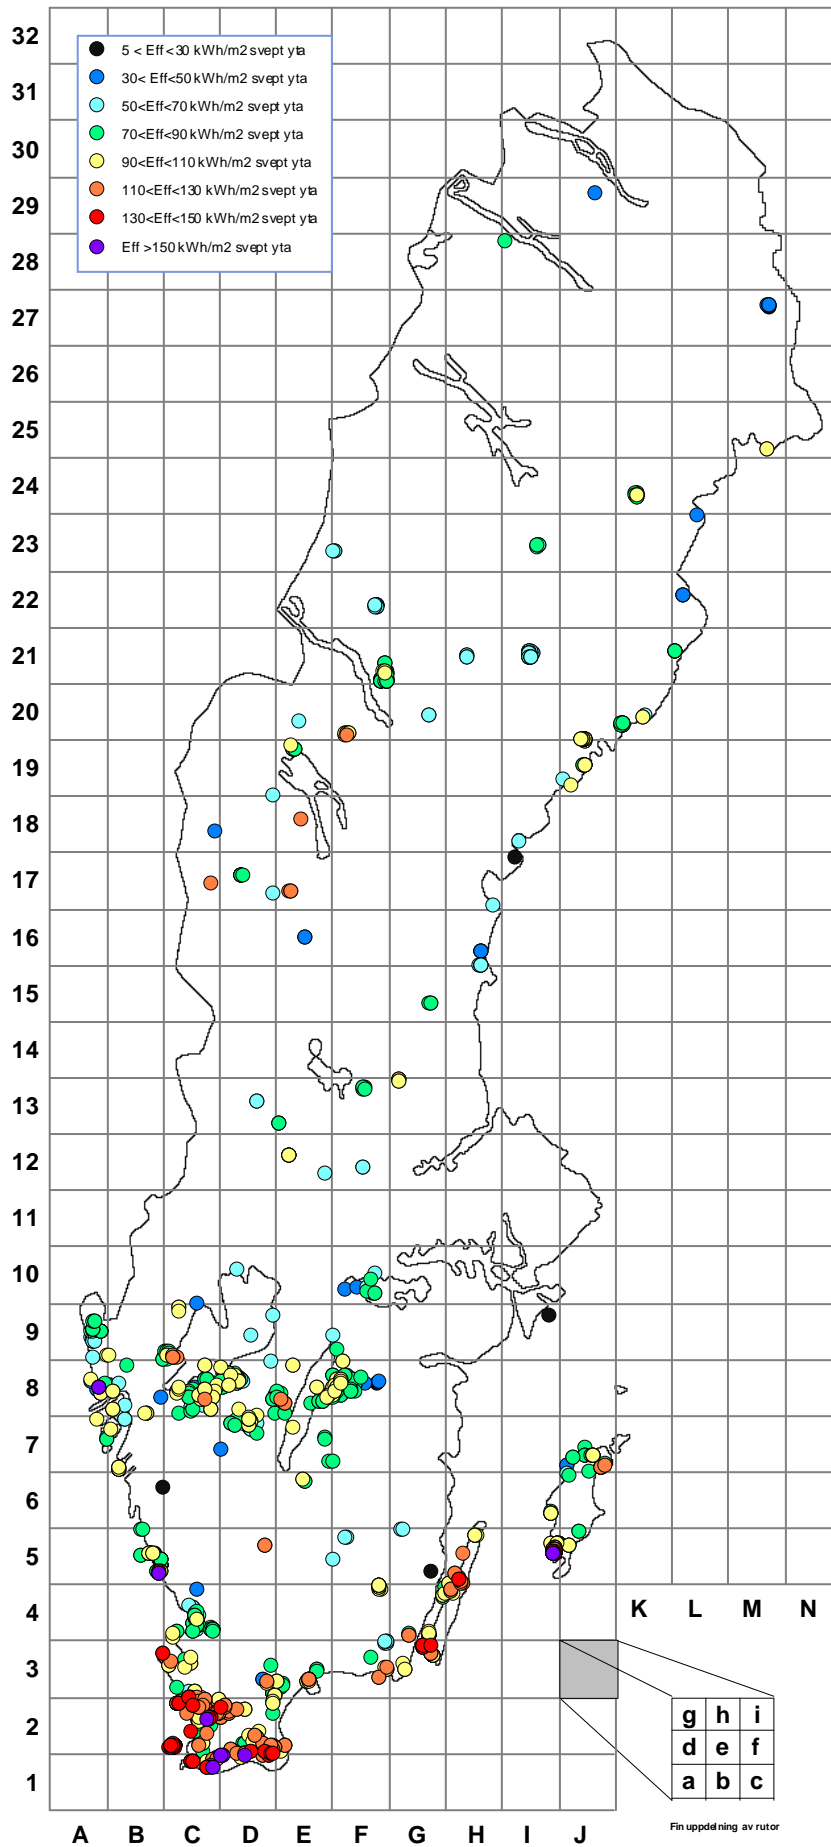 32
31
30
29
28
27
26
25
24
23
22
21
20
19
18
17
16
15
14
13
12
11
10
9
8
7
6
5
4
3
2
1
5 < Eff<30 kWh/m2 svept yta
30< Eff<50 kWh/m2 svept yta
50<Eff<70 kWh/m2 svept yta
70<Eff<90 kWh/m2 svept yta
90<Eff<110 kWh/m2 svept yta
110<Eff<130 kWh/m2 svept yta
130<Eff<150 kWh/m2 svept yta
Eff >150 kWh/m2 svept yta
K L M N
g h i
d e f
a b c
Finuppdelning av rutor
A B C D E F G H I J